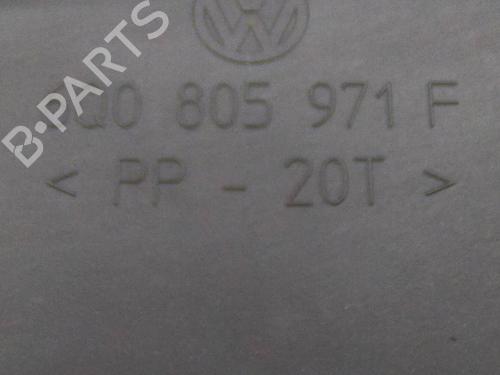 B-PARTS
Q0 805 971 F
< PP - 20T >